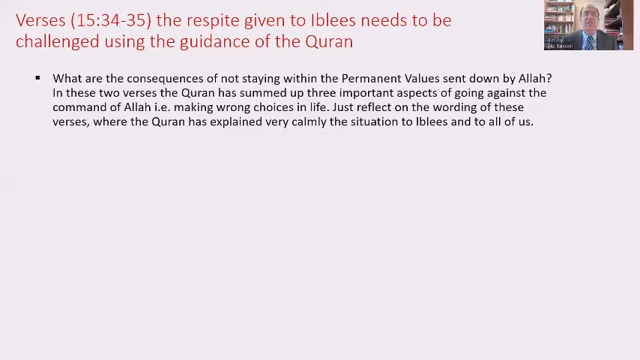 Verses (15:34-35) the respite given to Iblees needs to be
challenged using the guidance of the Quran
▪ What are the consequences of not staying within the Permanent Values sent down by Allah?
In these two verses the Quran has summed up three important aspects of going against the
command of Allah i.e. making wrong choices in life. Just reflect on the wording of these
verses, where the Quran has explained very calmly the situation to Iblees and to all of us.